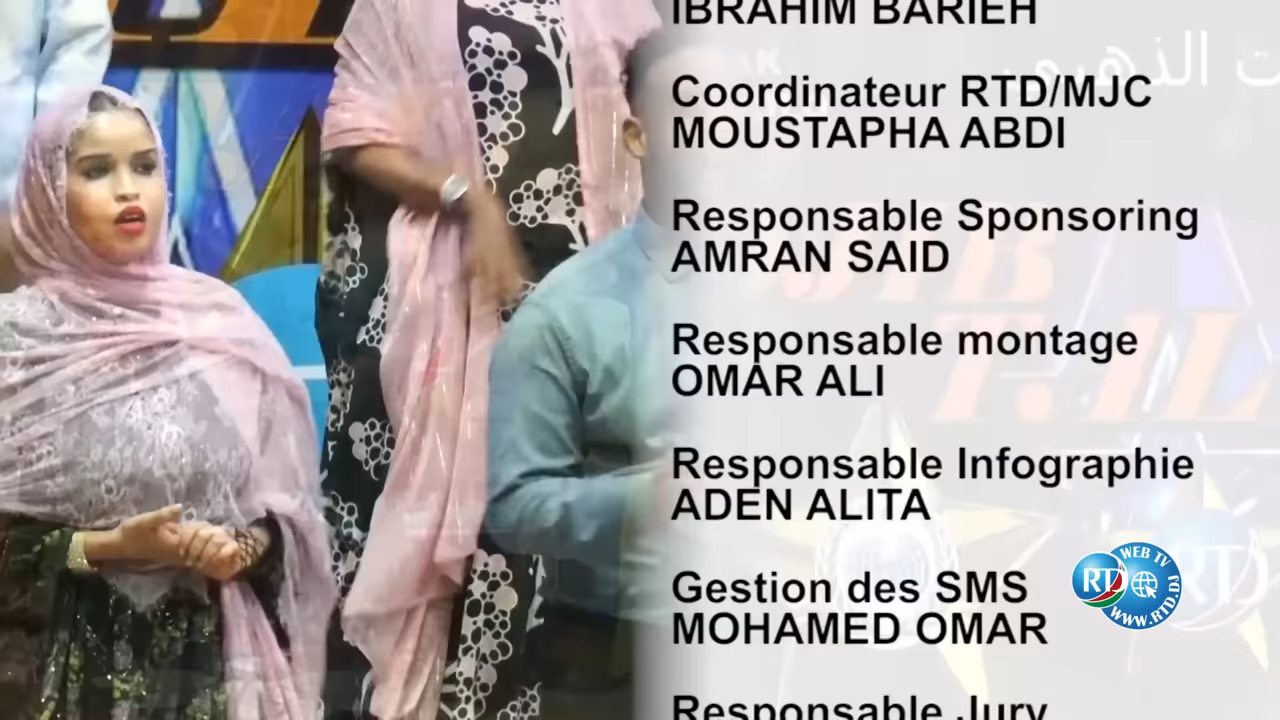 IBRAHIM BARIEH
Coordinateur RTD/MJC
MOUSTAPHA ABDI
Responsable Sponsoring
AMRAN SAID
Responsable montage
OMAR ALI
Responsable Infographie
ADEN ALITA
Gestion des SMS
MOHAMED OMAR
Responsable Jury
RTD
WEB TV
WWW.RTD.DJ